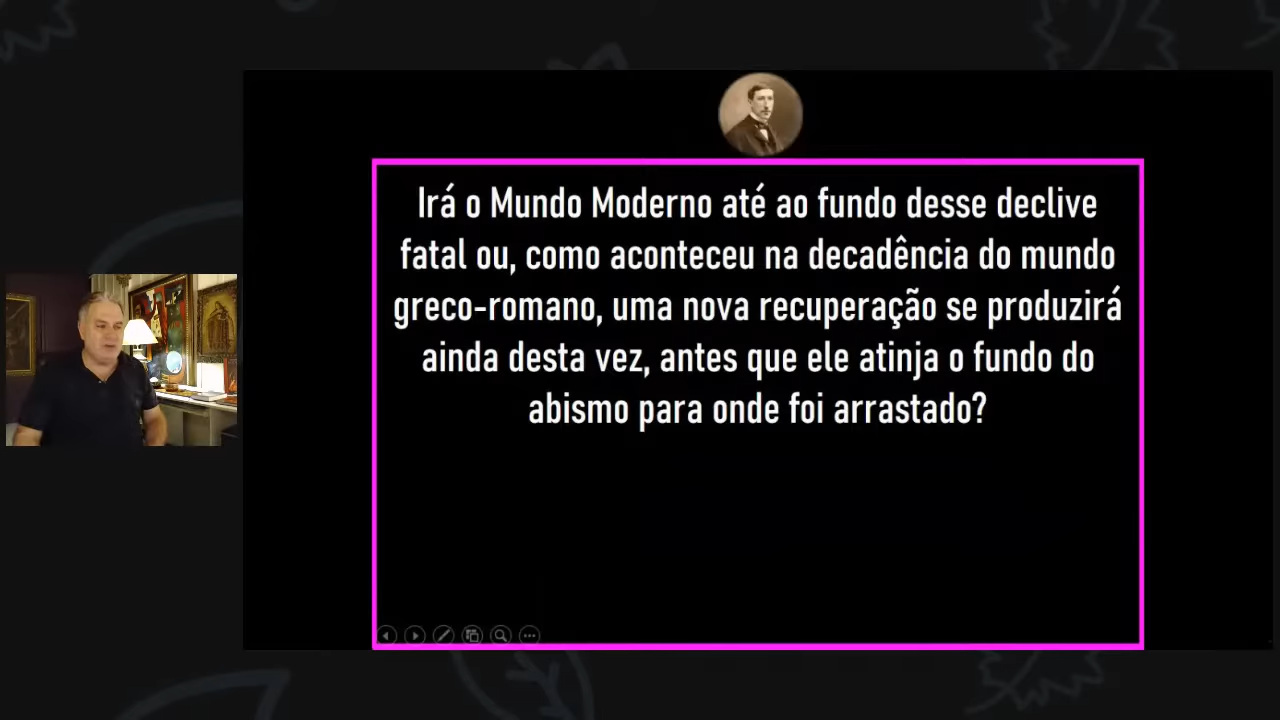 Irá o Mundo Moderno até ao fundo desse declive
fatal ou, como aconteceu na decadência do mundo
greco-romano, uma nova recuperação se produzirá
ainda desta vez, antes que ele atinja o fundo do
abismo para onde foi arrastado?